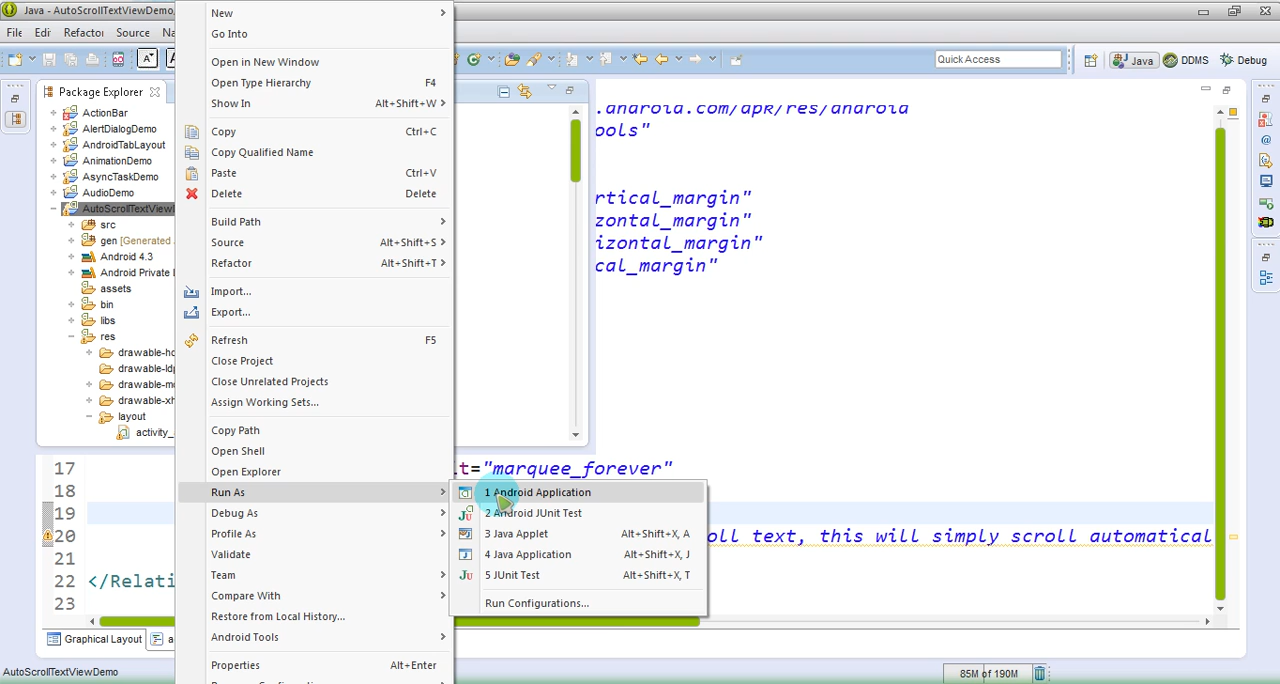 Java - AutoScrollTextViewDemo
File Edi Refactor Source Na
Quick Access
Java
DDMS
Debug
Package Explorer
ActionBar
AlertDialogDemo
AndroidTabLayout
AnimationDemo
AsyncTaskDemo
AudioDemo
AutoScrollTextViewI
src
gen [Generated
Android 4.3
Android Private
assets
bin
libs
res
drawable-hd
drawable-ldp
drawable-m
drawable-xh
layout
activity_
New
Go Into
Open in New Window
Open Type Hierarchy F4
Show In Alt+Shift+W
Copy Ctrl+C
Copy Qualified Name
Paste Ctrl+V
Delete Delete
Build Path
Source Alt+Shift+S
Refactor Alt+Shift+T
Import...
Export...
Refresh F5
Close Project
Close Unrelated Projects
Assign Working Sets...
Copy Path
Open Shell
Open Explorer
Run As
Debug As
Profile As
Validate
Team
Compare With
Restore from Local History...
Android Tools
Properties Alt+Enter
1 Android Application
2 Android JUnit Test
3 Java Applet Alt+Shift+X, A
4 Java Application Alt+Shift+X, J
5 JUnit Test Alt+Shift+X, T
Run Configurations...
.android.com/apk/res/android
ools"
rtical_margin"
zontal_margin"
izontal_margin"
cal_margin"
17 it="marquee_forever"
18
19
20 oll text, this will simply scroll automatical
21
22 </Relati
23
Graphical Layout a
AutoScrollTextViewDemo
85M of 190M